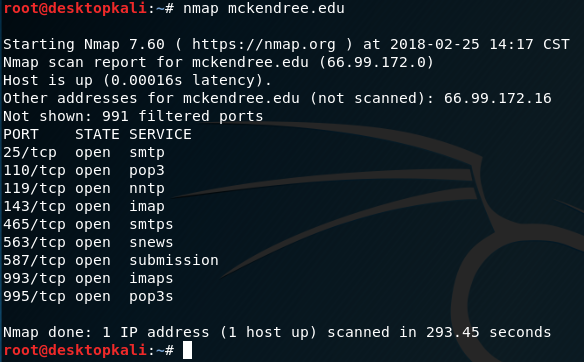 root@desktopkali:~# nmap mckendree.edu
Starting Nmap 7.60 ( https://nmap.org ) at 2018-02-25 14:17 CST
Nmap scan report for mckendree.edu (66.99.172.0)
Host is up (0.00016s latency).
Other addresses for mckendree.edu (not scanned): 66.99.172.16
Not shown: 991 filtered ports
PORT    STATE SERVICE
25/tcp  open  smtp
110/tcp open  pop3
119/tcp open  nntp
143/tcp open  imap
465/tcp open  smtps
563/tcp open  snews
587/tcp open  submission
993/tcp open  imaps
995/tcp open  pop3s
Nmap done: 1 IP address (1 host up) scanned in 293.45 seconds
root@desktopkali:~#